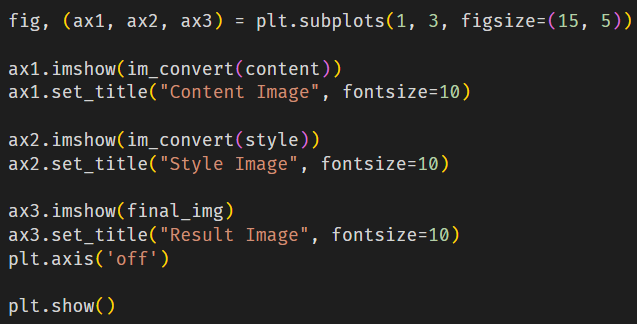 fig, (ax1, ax2, ax3) = plt.subplots(1, 3, figsize=(15, 5))
ax1.imshow(im_convert(content))
ax1.set_title("Content Image", fontsize=10)
ax2.imshow(im_convert(style))
ax2.set_title("Style Image", fontsize=10)
ax3.imshow(final_img)
ax3.set_title("Result Image", fontsize=10)
plt.axis('off')
plt.show()